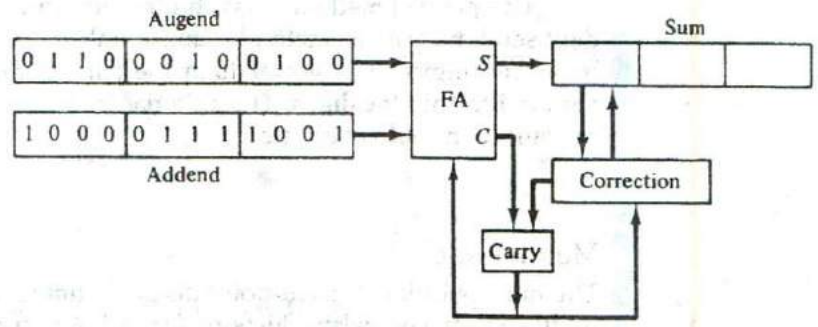 Augend
0 1 1 0 0 0 1 0 0 1 0 0
1 0 0 0 0 1 1 1 1 0 0 1
Addend
S
FA
C
Sum
Correction
Carry